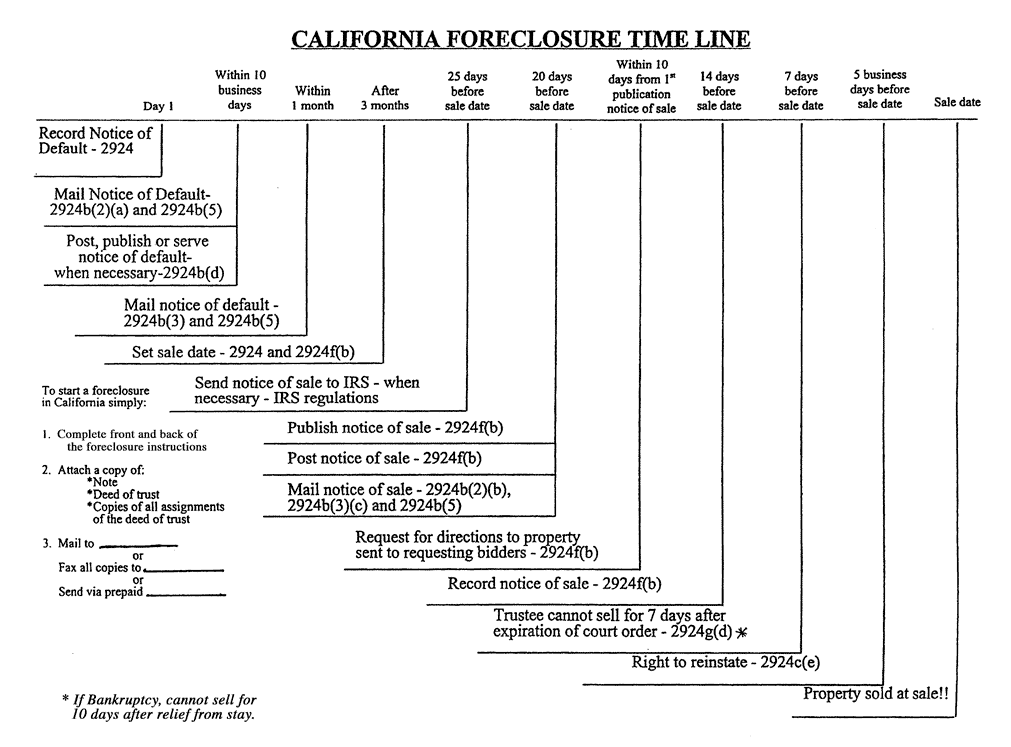 CALIFORNIA FORECLOSURE TIME LINE
Day 1
Within 10
business
days
Within
1 month
After
3 months
25 days
before
sale date
20 days
before
sale date
Within 10
days from 1st
publication
notice of sale
14 days
before
sale date
7 days
before
sale date
5 business
days before
sale date
Sale date
Record Notice of
Default - 2924
Mail Notice of Default-
2924b(2)(a) and 2924b(5)
Post, publish or serve
notice of default-
when necessary-2924b(d)
Mail notice of default -
2924b(3) and 2924b(5)
Set sale date - 2924 and 2924f(b)
Send notice of sale to IRS - when
necessary - IRS regulations
Publish notice of sale - 2924f(b)
Post notice of sale - 2924f(b)
Mail notice of sale - 2924b(2)(b),
2924b(3)(c) and 2924b(5)
Request for directions to property
sent to requesting bidders - 2924f(b)
Record notice of sale - 2924f(b)
Trustee cannot sell for 7 days after
expiration of court order - 2924g(d) *
Right to reinstate - 2924c(e)
Property sold at sale!!
To start a foreclosure
in California simply:
1. Complete front and back of
the foreclosure instructions
2. Attach a copy of:
*Note
*Deed of trust
*Copies of all assignments
of the deed of trust
3. Mail to
or
Fax all copies to
or
Send via prepaid
* If Bankruptcy, cannot sell for
10 days after relief from stay.